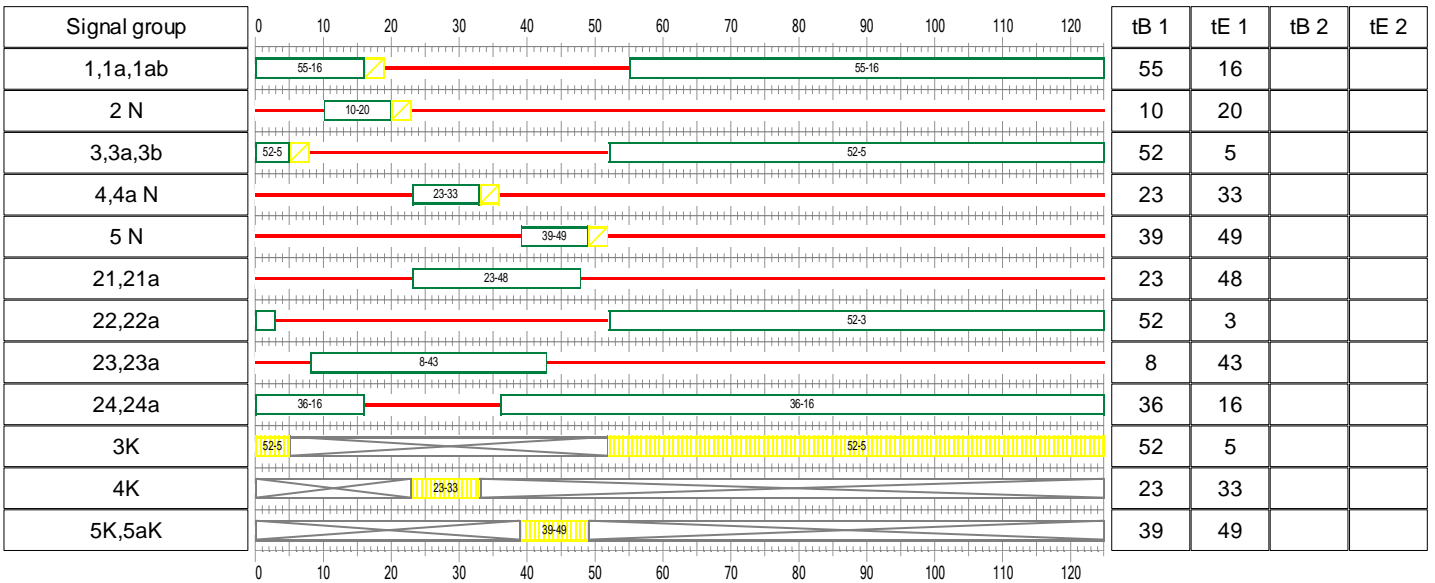 Signal group 0 10 20 30 40 50 60 70 80 90 100 110 120 tB 1 tE 1 tB 2 tE 2
1,1a,1ab 55-16 55-16 55 16
2 N 10-20 10 20
3,3a,3b 52-5 52-5 52 5
4,4a N 23-33 23 33
5 N 39-49 39 49
21,21a 23-48 23 48
22,22a 52-3 52 3
23,23a 8-43 8 43
24,24a 36-16 36-16 36 16
3K 52-5 52-5 52 5
4K 23-33 23 33
5K,5aK 39-49 39 49
0 10 20 30 40 50 60 70 80 90 100 110 120